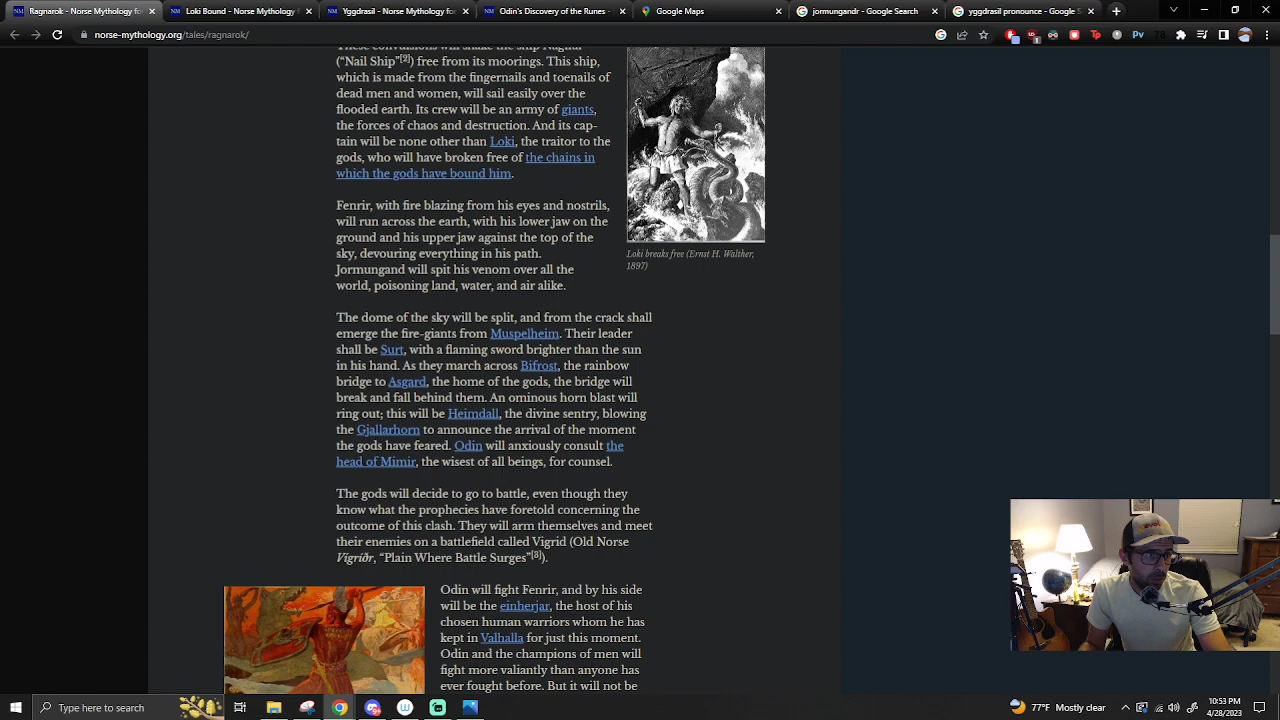 Ragnarok - Norse Mythology
Loki Bound - Norse Mythology f
Yggdrasil - Norse Mythology for
Odin's Discovery of the Runes -
Google Maps
jormungandr - Google Search
yggdrasil pronounce - Google S
norse-mythology.org/tales/ragnarok/
These convulsions will shake the ship Naglfar
(“Nail Ship”[2]) free from its moorings. This ship,
which is made from the fingernails and toenails of
dead men and women, will sail easily over the
flooded earth. Its crew will be an army of giants,
the forces of chaos and destruction. And its cap-
tain will be none other than Loki, the traitor to the
gods, who will have broken free of the chains in
which the gods have bound him.
Fenrir, with fire blazing from his eyes and nostrils,
will run across the earth, with his lower jaw on the
ground and his upper jaw against the top of the
sky, devouring everything in his path.
Jormungand will spit his venom over all the
world, poisoning land, water, and air alike.
Loki breaks free (Ernst H. Walther,
1897)
The dome of the sky will be split, and from the crack shall
emerge the fire-giants from Muspelheim. Their leader
shall be Surt, with a flaming sword brighter than the sun
in his hand. As they march across Bifrost, the rainbow
bridge to Asgard, the home of the gods, the bridge will
break and fall behind them. An ominous horn blast will
ring out; this will be Heimdall, the divine sentry, blowing
the Gjallarhorn to announce the arrival of the moment
the gods have feared. Odin will anxiously consult the
head of Mimir, the wisest of all beings, for counsel.
The gods will decide to go to battle, even though they
know what the prophecies have foretold concerning the
outcome of this clash. They will arm themselves and meet
their enemies on a battlefield called Vigrid (Old Norse
Vígríðr, “Plain Where Battle Surges”[3]).
Odin will fight Fenrir, and by his side
will be the einherjar, the host of his
chosen human warriors whom he has
kept in Valhalla for just this moment.
Odin and the champions of men will
fight more valiantly than anyone has
ever fought before. But it will not be
Type here to search
77°F Mostly clear
10:53 PM
4/28/2023